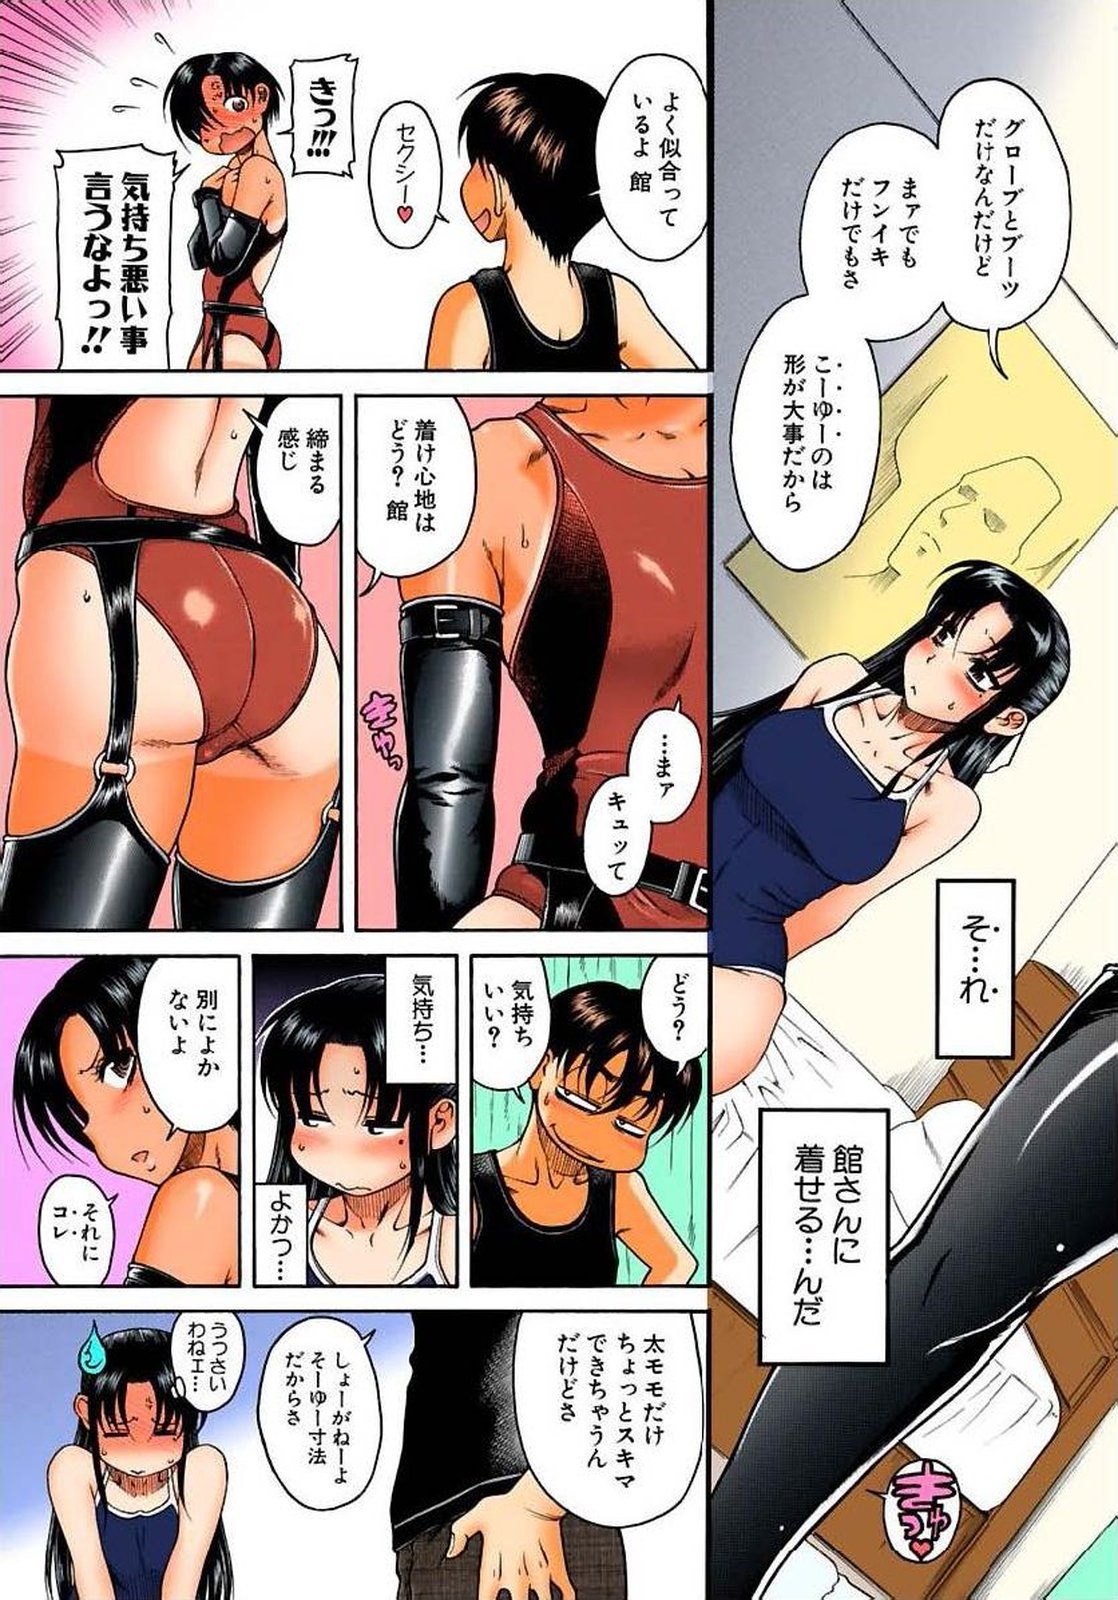 グローブとブーツ
だけなんだけど
まァでも
フンイキ
だけでもさ
こーゆーのは
形が大事だから
そ…れ
館さんに
着せる…んだ
きゅっ♥
よく似合って
いるよ 館
セクシー♥
きっ!!!
気持ち悪い事
言うなよっ!!
着け心地は
どう? 館
…まァ
キュッて
きゅっ
締まる
感じ
どう?
気持ち
いい?
気持ち…
よかっ…
別によか
ないよ
それに
コレ
太モモだけ
ちょっとスキマ
できちゃうん
だけどさ
しょーがねーよ
そーゆー寸法
だからさ
うっさい
わねェ…